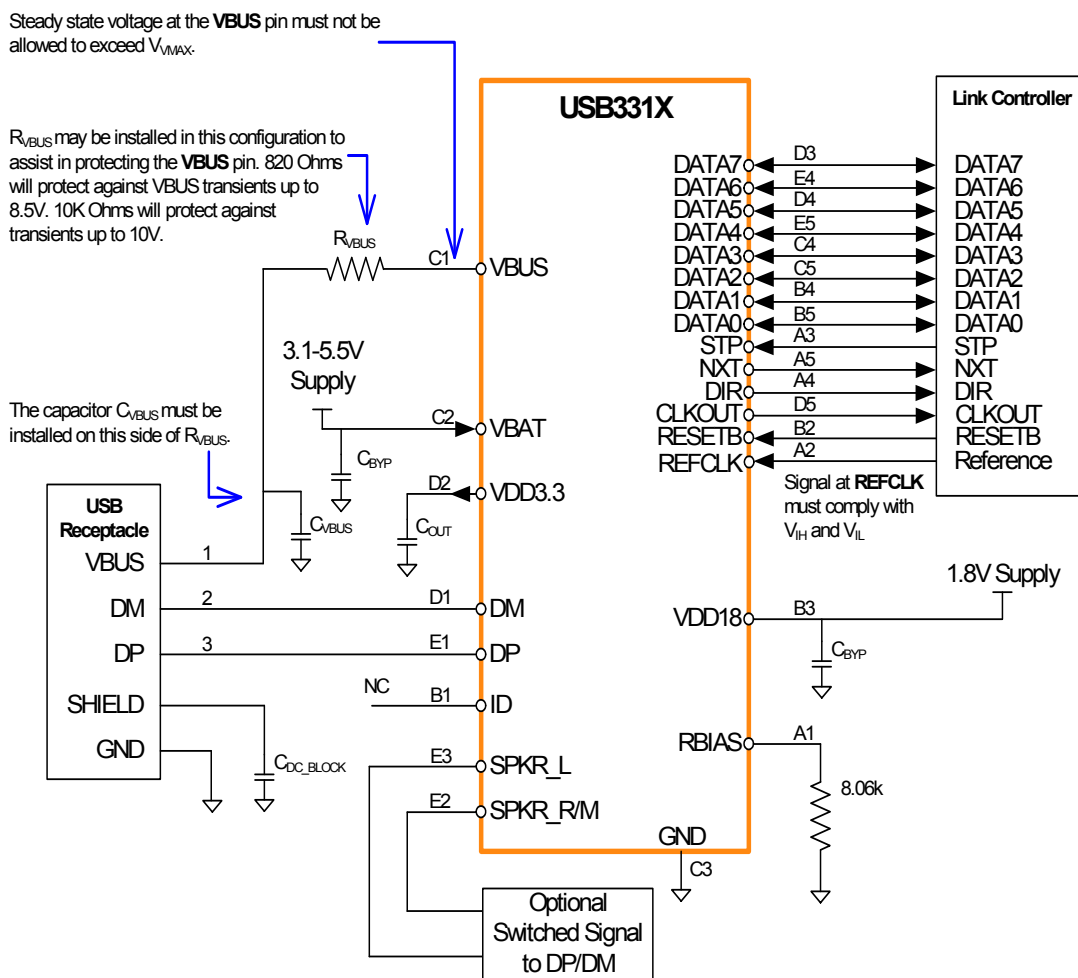 Steady state voltage at the VBUS pin must not be
allowed to exceed VVMAX.
RVBUS may be installed in this configuration to
assist in protecting the VBUS pin. 820 Ohms
will protect against VBUS transients up to
8.5V. 10K Ohms will protect against
transients up to 10V.
RVBUS
C1
VBUS
3.1-5.5V
Supply
The capacitor CVBUS must be
installed on this side of RVBUS.
C2
VBAT
CBYP
D2
VDD3.3
COUT
CVBUS
USB
Receptacle
VBUS
1
DM
2
D1
DM
DP
3
E1
DP
SHIELD
NC
B1
ID
GND
CDC_BLOCK
E3
SPKR_L
E2
SPKR_R/M
USB331X
Link Controller
DATA7
D3
DATA7
DATA6
E4
DATA6
DATA5
D4
DATA5
DATA4
E5
DATA4
DATA3
C4
DATA3
DATA2
C5
DATA2
DATA1
B4
DATA1
DATA0
B5
DATA0
STP
A3
STP
NXT
A5
NXT
DIR
A4
DIR
CLKOUT
D5
CLKOUT
RESETB
B2
RESETB
REFCLK
A2
Reference
Signal at REFCLK
must comply with
VIH and VIL
1.8V Supply
VDD18
B3
CBYP
RBIAS
A1
8.06k
GND
C3
Optional
Switched Signal
to DP/DM